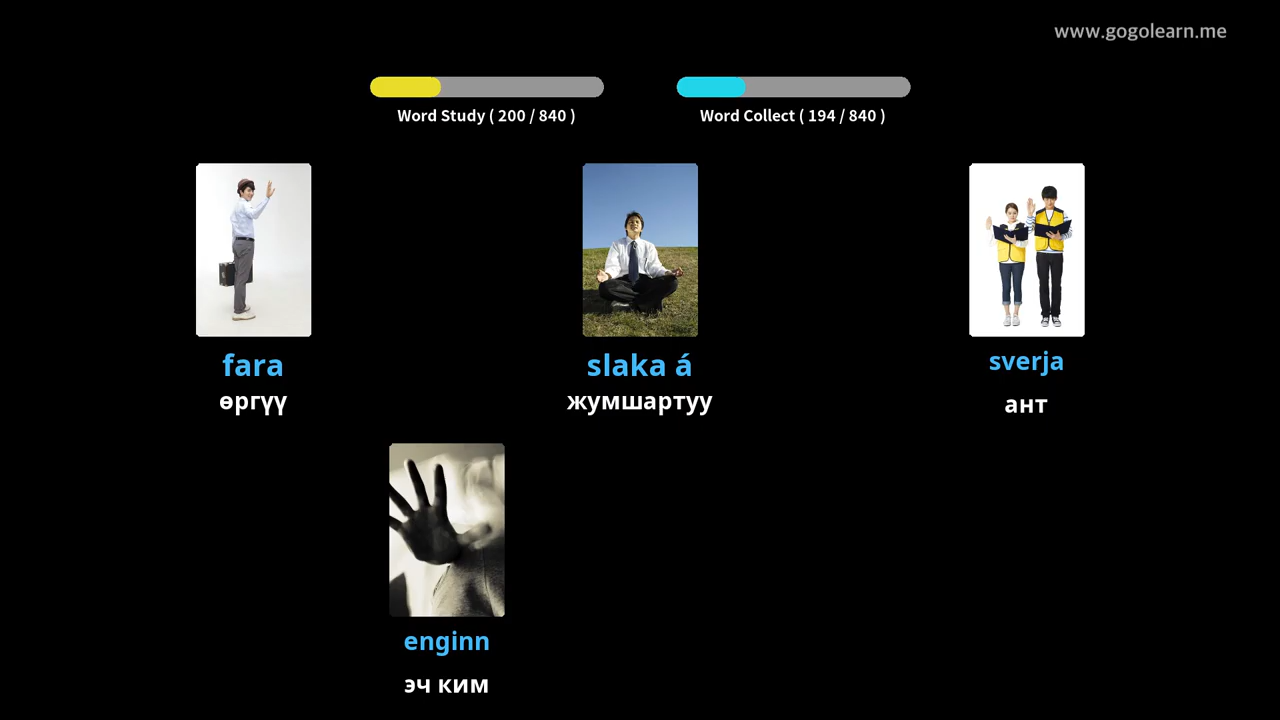 www.gogolearn.me
Word Study ( 200 / 840 )
Word Collect ( 194 / 840 )
fara
өргүү
slaka á
жумшартуу
sverja
ант
enginn
эч ким